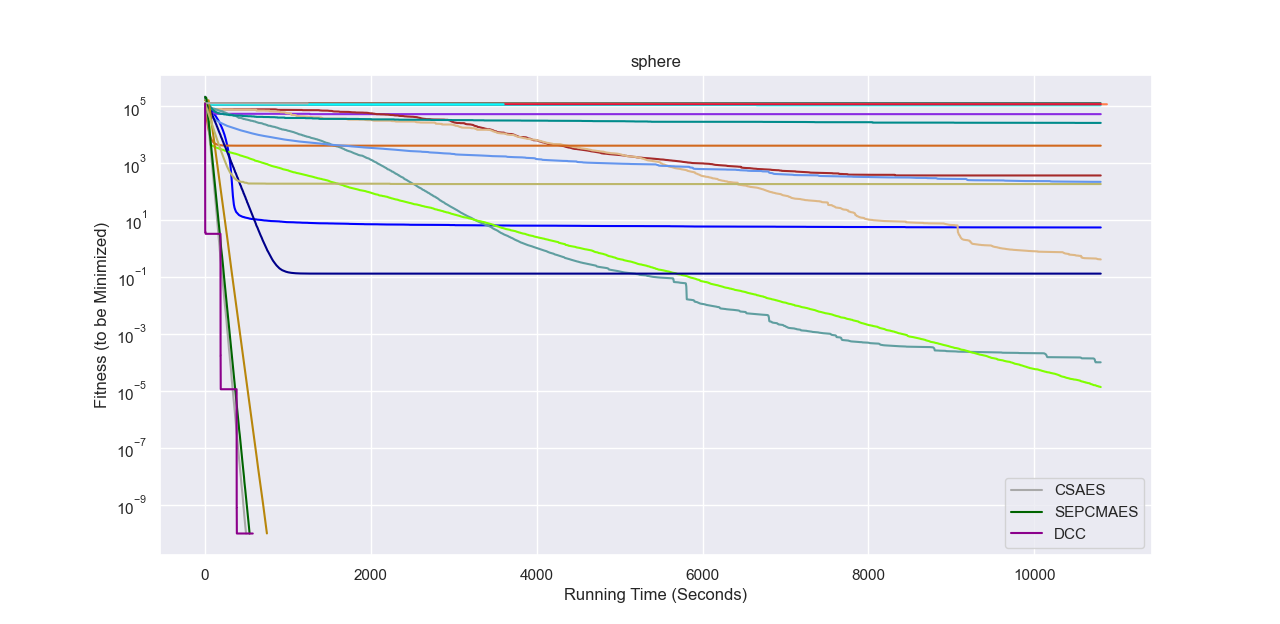 sphere
Fitness (to be Minimized)
10^5
10^3
10^1
10^−1
10^−3
10^−5
10^−7
10^−9
CSAES
SEPCMAES
DCC
0 2000 4000 6000 8000 10000
Running Time (Seconds)